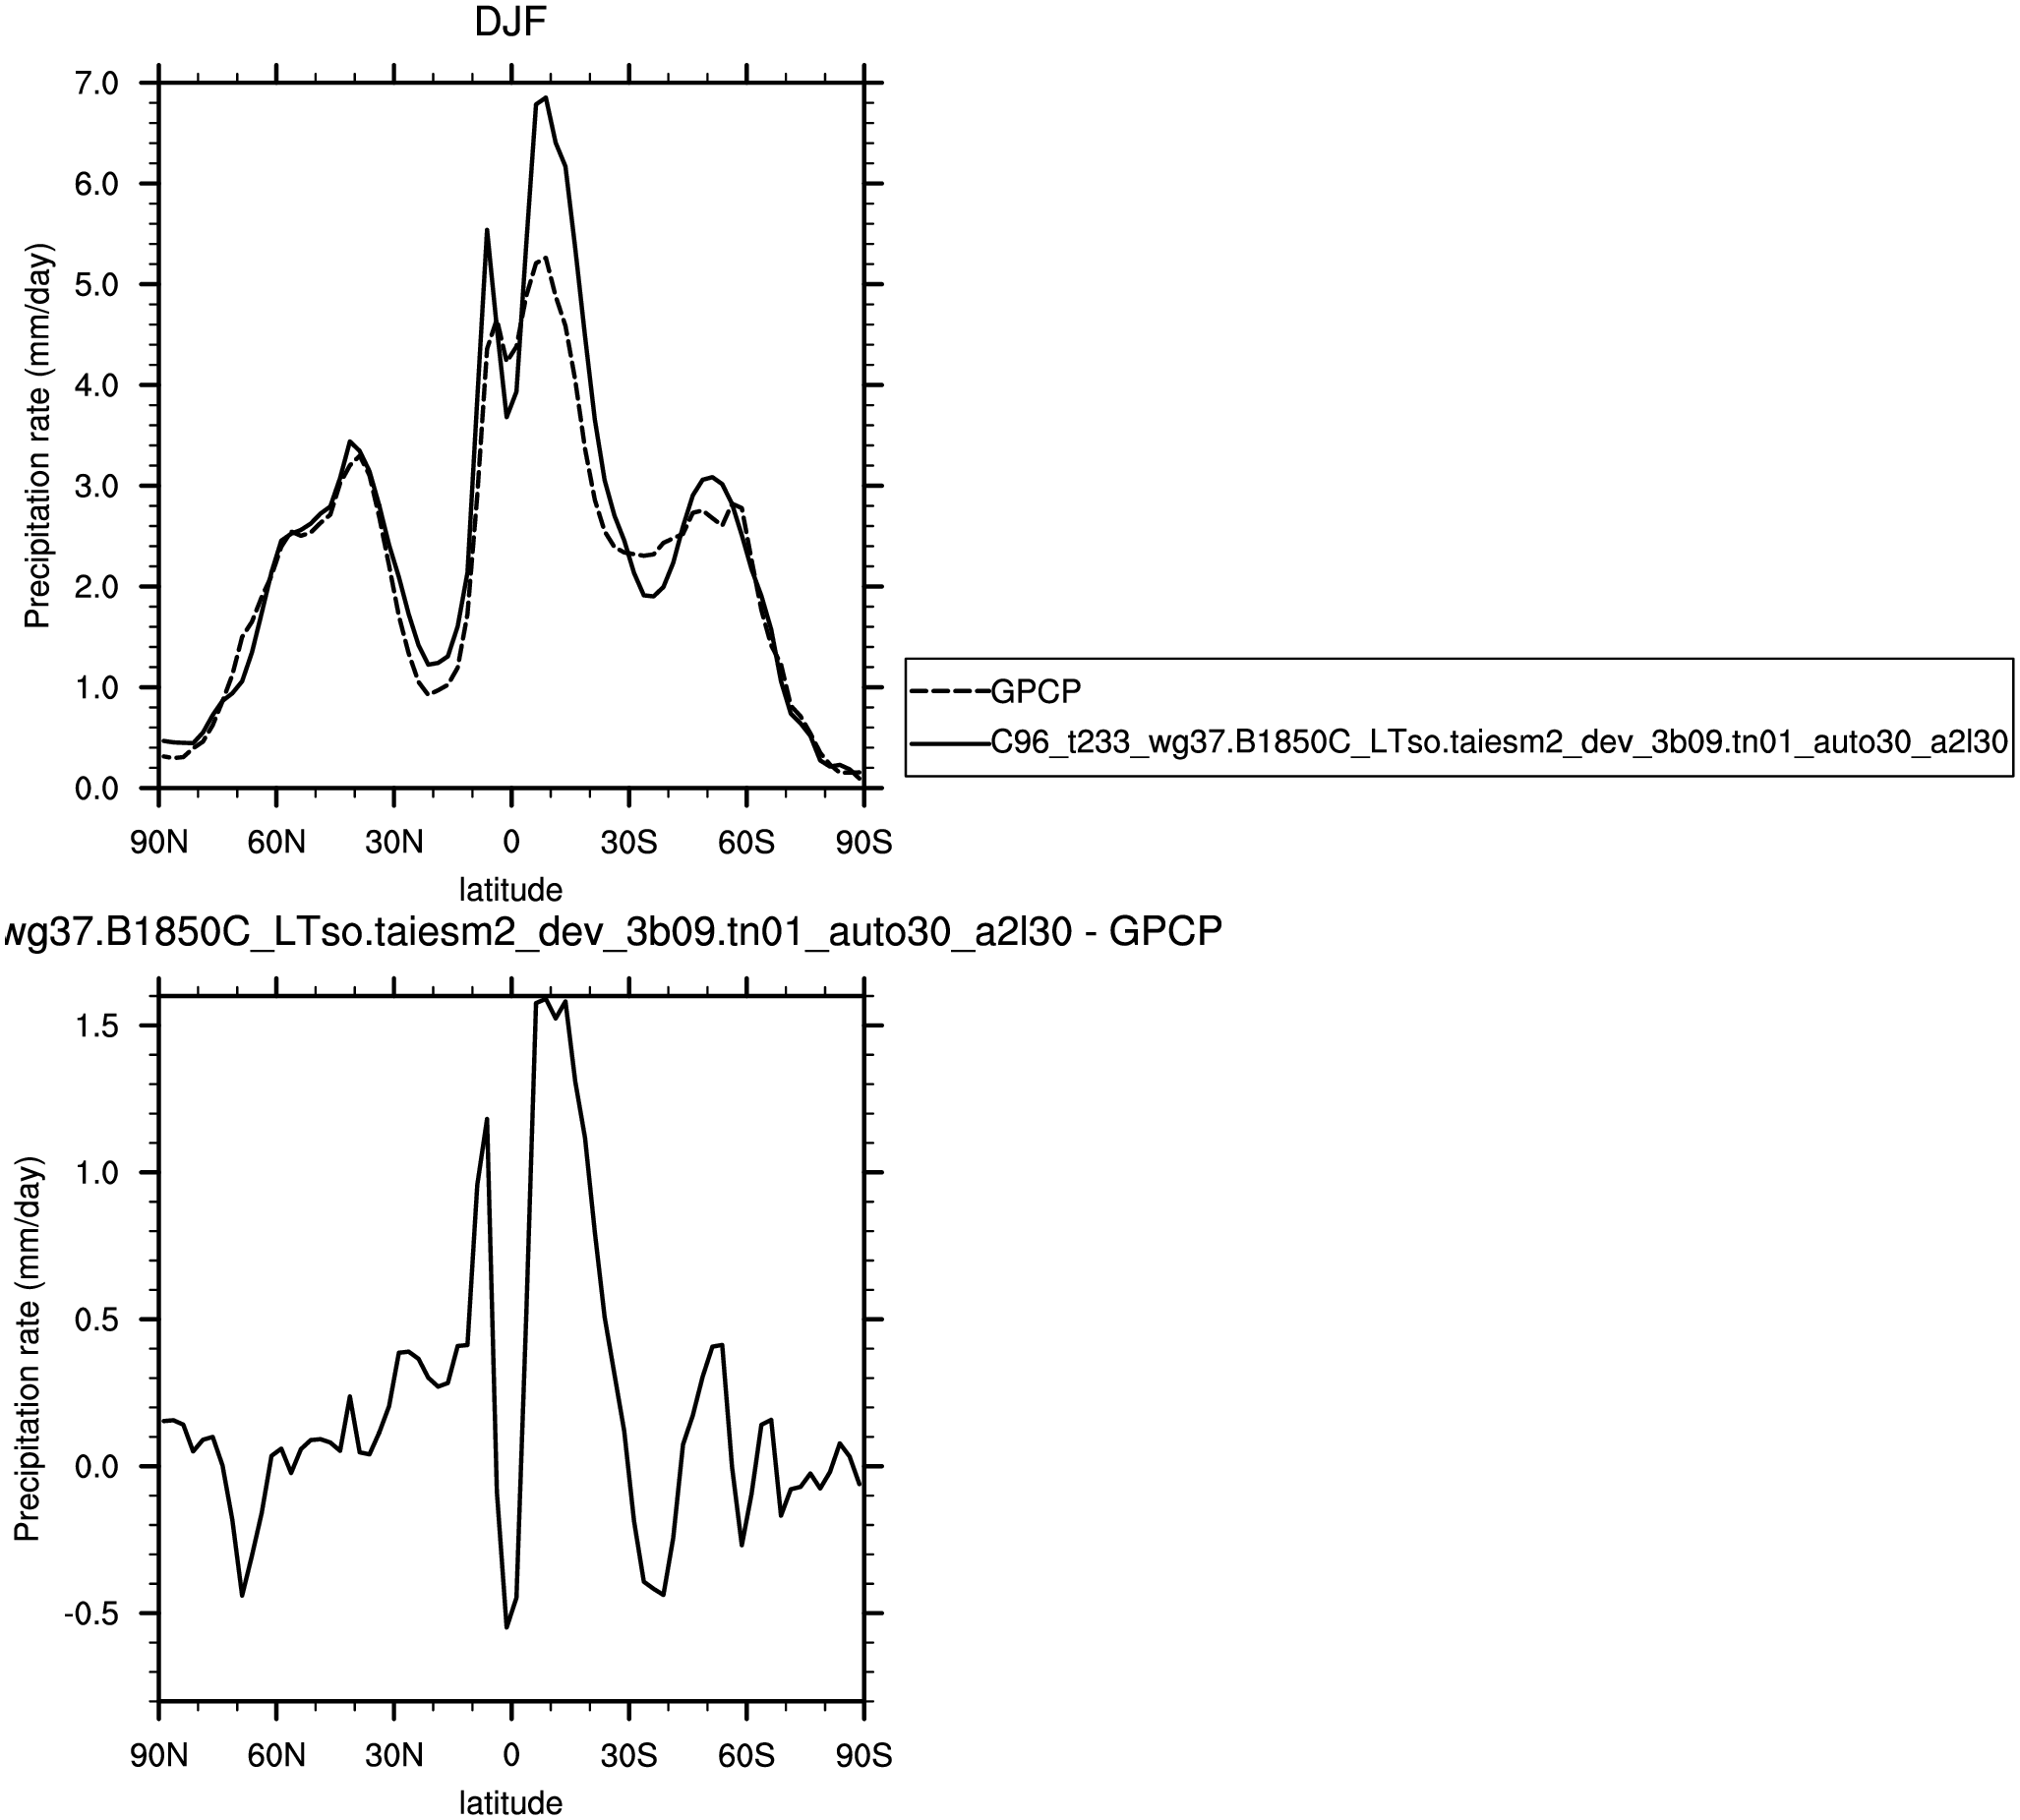 DJF
7.0
6.0
5.0
4.0
3.0
2.0
1.0
0.0
Precipitation rate (mm/day)
90N 60N 30N 0 30S 60S 90S
latitude
GPCP
C96_t233_wg37.B1850C_LTso.taiesm2_dev_3b09.tn01_auto30_a2l30
wg37.B1850C_LTso.taiesm2_dev_3b09.tn01_auto30_a2l30 - GPCP
1.5
1.0
0.5
0.0
-0.5
Precipitation rate (mm/day)
90N 60N 30N 0 30S 60S 90S
latitude